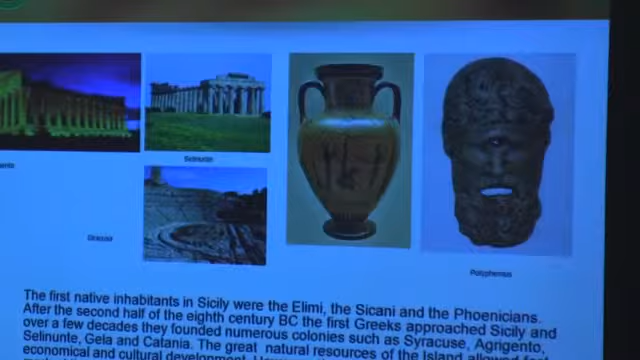 Selinunte
Polyphemus
The first native inhabitants in Sicily were the Elimi, the Sicani and the Phoenicians.
After the second half of the eighth century BC the first Greeks approached Sicily and
over a few decades they founded numerous colonies such as Syracuse, Agrigento,
Selinunte, Gela and Catania. The great natural resources of the Island allowed for
economical and cultural development.